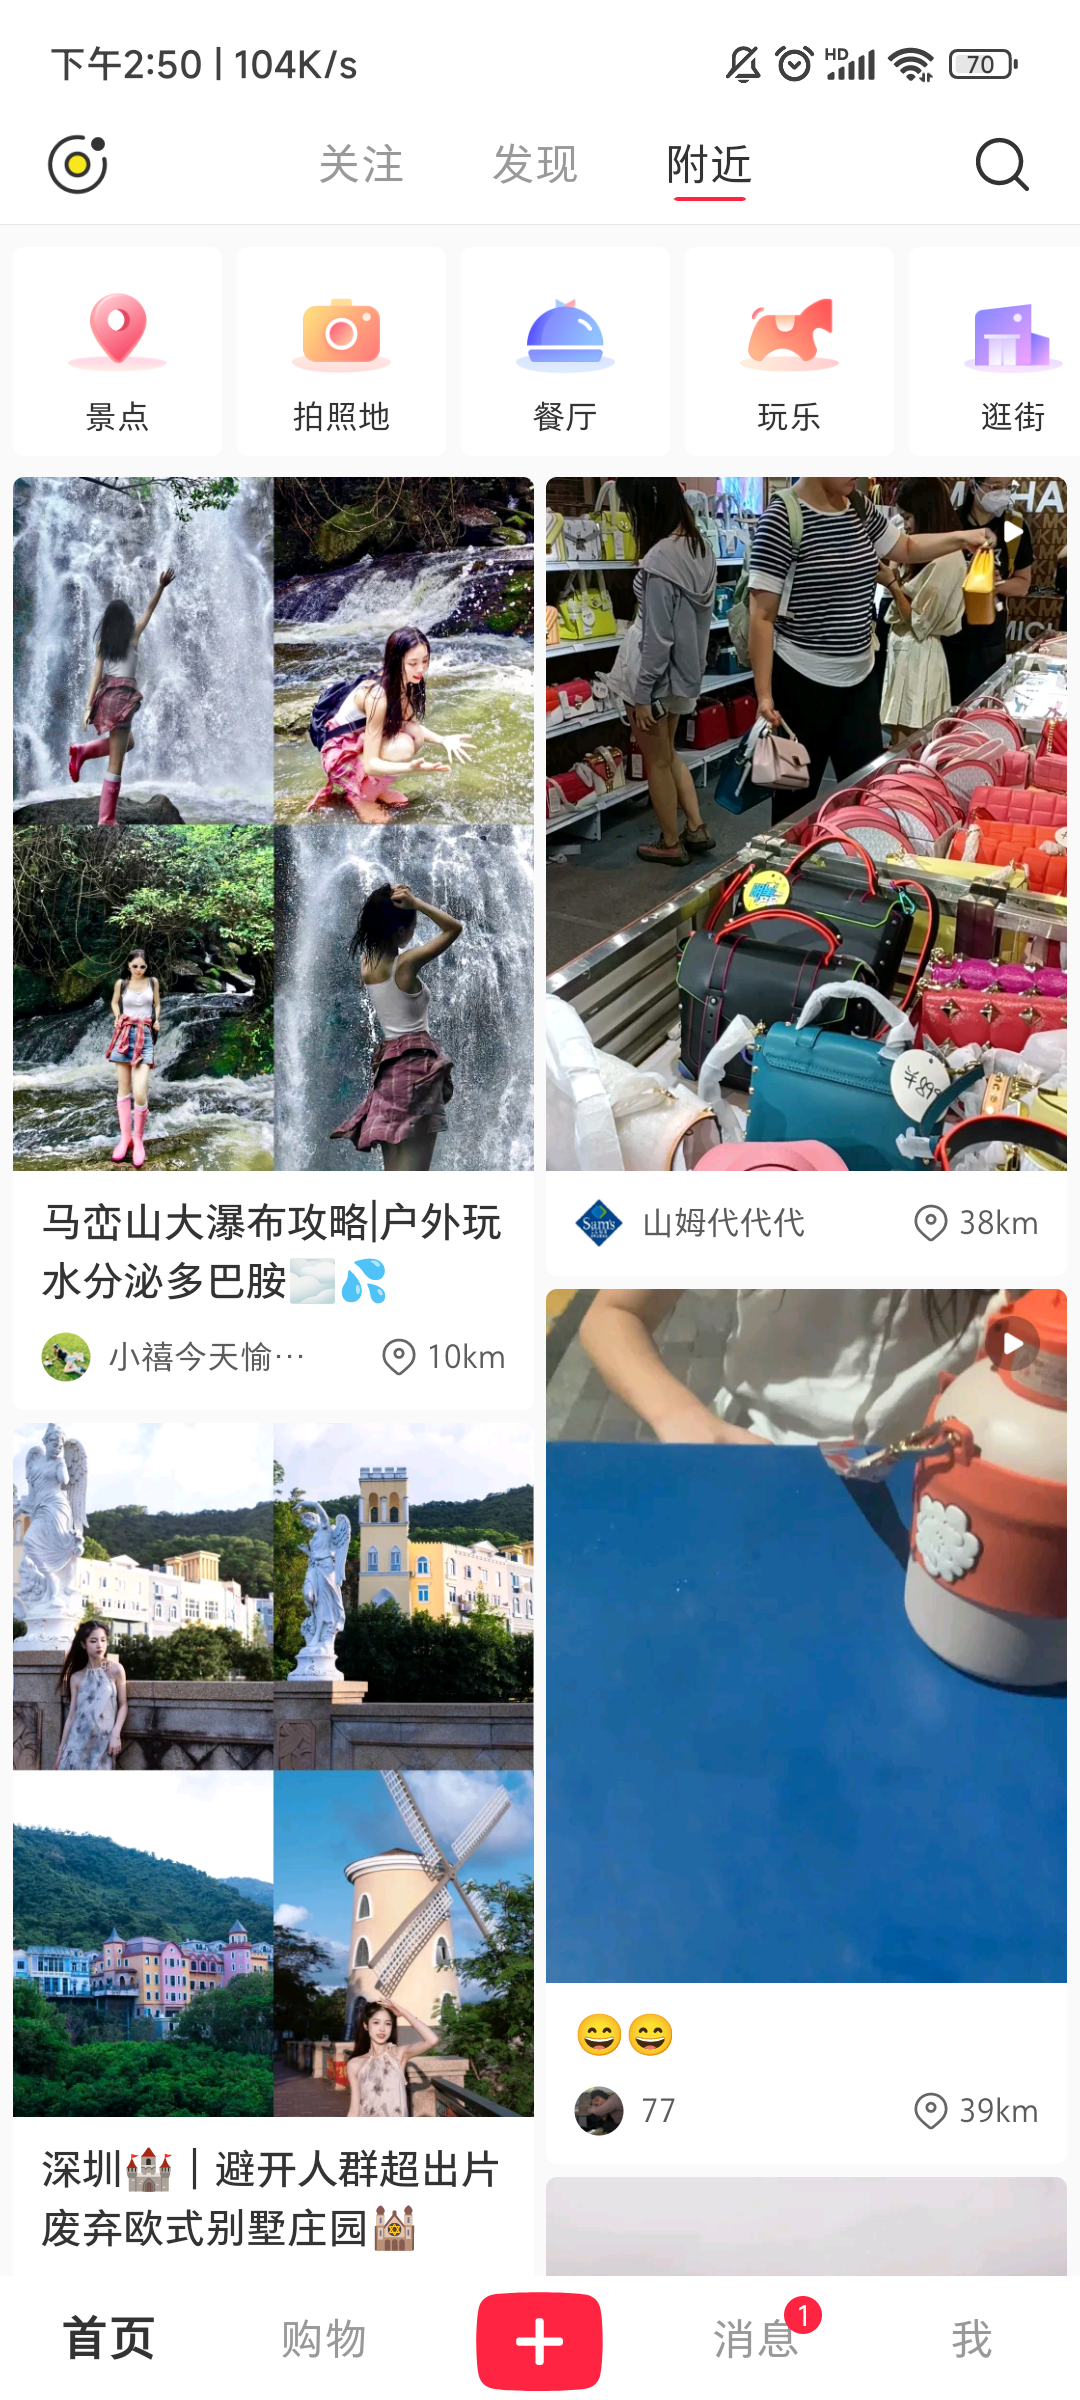 下午2:50 | 104K/s
HD
70
关注
发现
附近
景点
拍照地
餐厅
玩乐
逛街
马峦山大瀑布攻略|户外玩
水分泌多巴胺🌫️💦
小禧今天愉…
10km
Sam's
山姆代代代
38km
😄😄
77
39km
深圳🏰｜避开人群超出片
废弃欧式别墅庄园🕍
首页
购物
消息
1
我